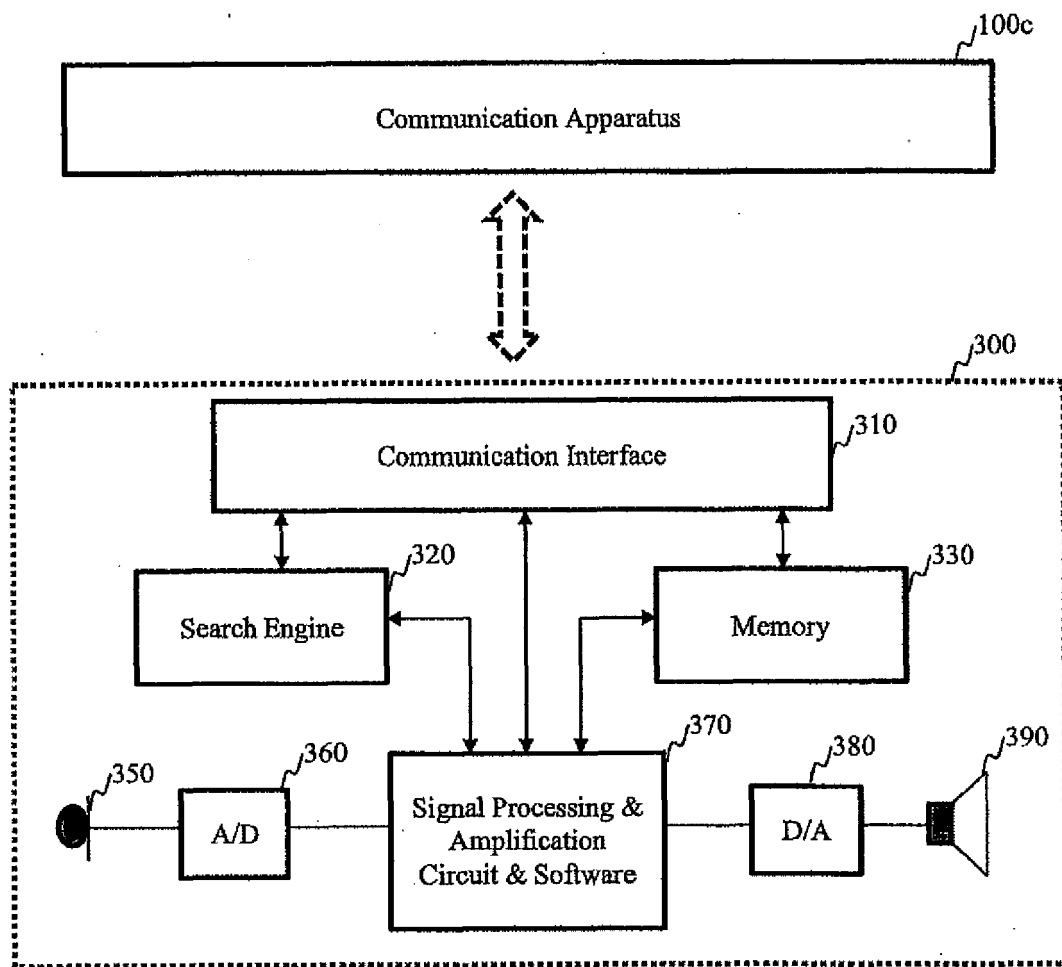 100c
Communication Apparatus
300
310
Communication Interface
320
330
Search Engine
Memory
350
360
370
380
390
A/D
Signal Processing &
Amplification
Circuit & Software
D/A